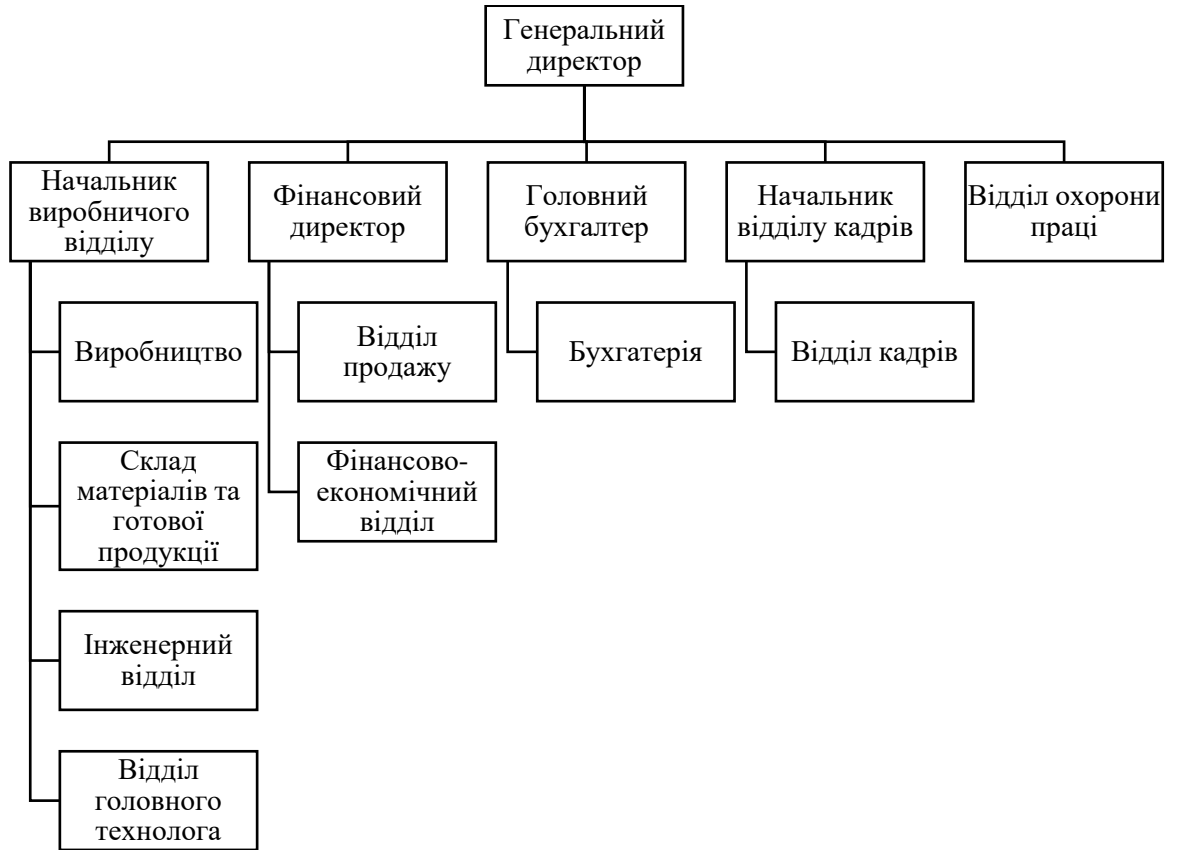 Генеральний
директор
Начальник
виробничого
відділу
Фінансовий
директор
Головний
бухгалтер
Начальник
відділу кадрів
Відділ охорони
праці
Виробництво
Відділ
продажу
Бухгатерія
Відділ кадрів
Склад
матеріалів та
готової
продукції
Фінансово-
економічний
відділ
Інженерний
відділ
Відділ
головного
технолога